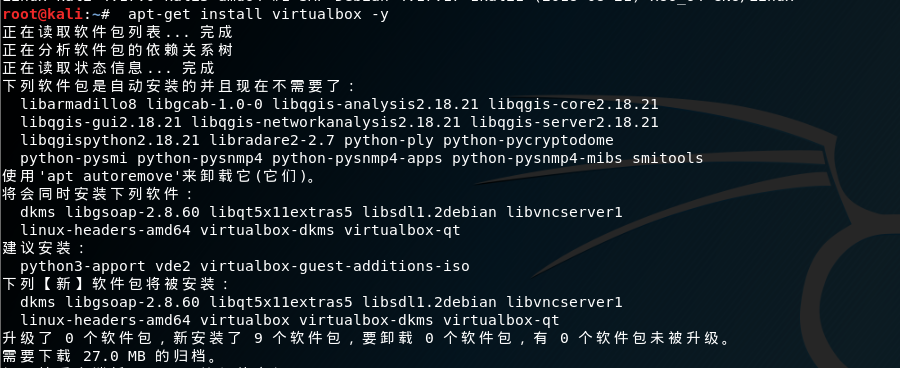 root@kali:~# apt-get install virtualbox -y
正在读取软件包列表... 完成
正在分析软件包的依赖关系树
正在读取状态信息... 完成
下列软件包是自动安装的并且现在不需要了：
libarmadillo8 libgcab-1.0-0 libqgis-analysis2.18.21 libqgis-core2.18.21
libqgis-gui2.18.21 libqgis-networkanalysis2.18.21 libqgis-server2.18.21
libqgispython2.18.21 libradare2-2.7 python-ply python-pycryptodome
python-pysmi python-pysnmp4 python-pysnmp4-apps python-pysnmp4-mibs smitools
使用'apt autoremove'来卸载它(它们)。
将会同时安装下列软件：
dkms libgsoap-2.8.60 libqt5x11extras5 libsdl1.2debian libvncserver1
linux-headers-amd64 virtualbox-dkms virtualbox-qt
建议安装：
python3-apport vde2 virtualbox-guest-additions-iso
下列【新】软件包将被安装：
dkms libgsoap-2.8.60 libqt5x11extras5 libsdl1.2debian libvncserver1
linux-headers-amd64 virtualbox virtualbox-dkms virtualbox-qt
升级了 0 个软件包，新安装了 9 个软件包，要卸载 0 个软件包，有 0 个软件包未被升级。
需要下载 27.0 MB 的归档。